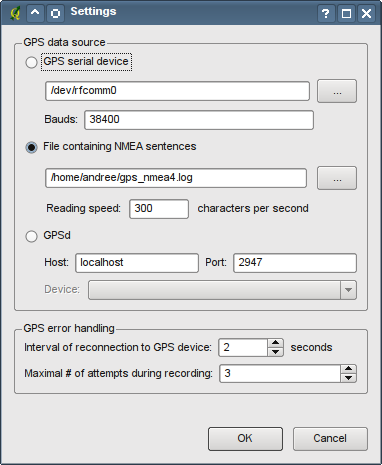 Settings
GPS data source
GPS serial device
/dev/rfcomm0 ...
Bauds: 38400
File containing NMEA sentences
/home/andree/gps_nmea4.log ...
Reading speed: 300 characters per second
GPSd
Host: localhost Port: 2947
Device:
GPS error handling
Interval of reconnection to GPS device: 2 seconds
Maximal # of attempts during recording: 3
OK Cancel